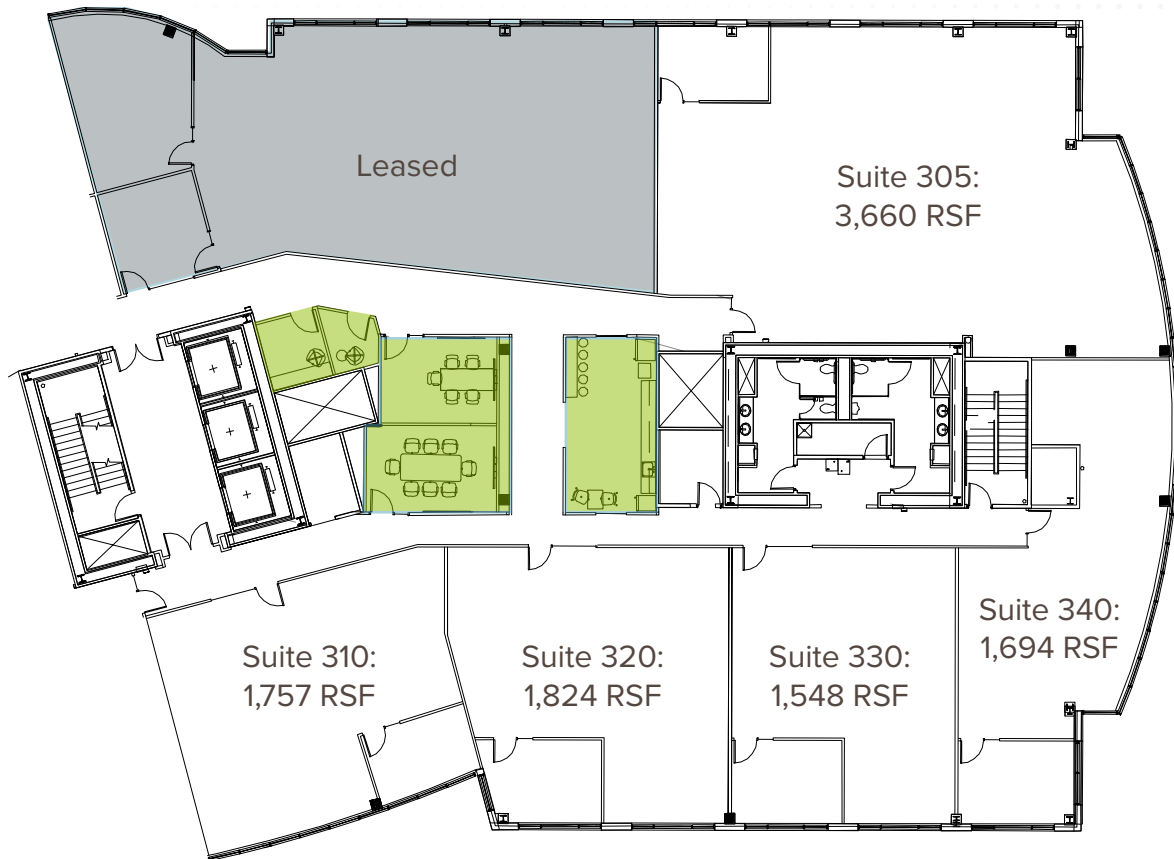 Leased
Suite 305:
3,660 RSF
Suite 310:
1,757 RSF
Suite 320:
1,824 RSF
Suite 330:
1,548 RSF
Suite 340:
1,694 RSF